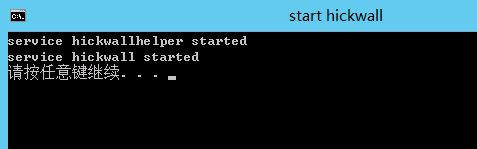 start hickwall
service hickwallhelper started
service hickwall started
请按任意键继续. . .